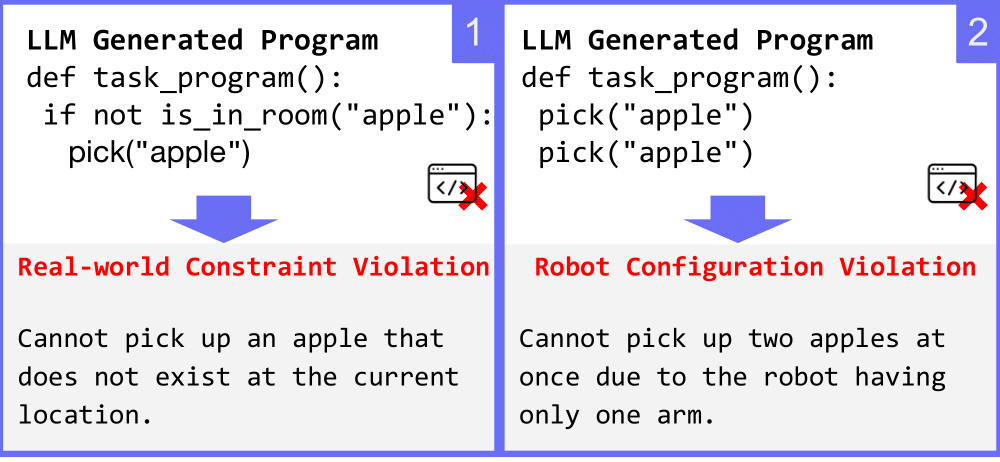 1
LLM Generated Program
def task_program():
if not is_in_room("apple"):
pick("apple")
</>
Real-world Constraint Violation
Cannot pick up an apple that
does not exist at the current
location.
2
LLM Generated Program
def task_program():
pick("apple")
pick("apple")
</>
Robot Configuration Violation
Cannot pick up two apples at
once due to the robot having
only one arm.